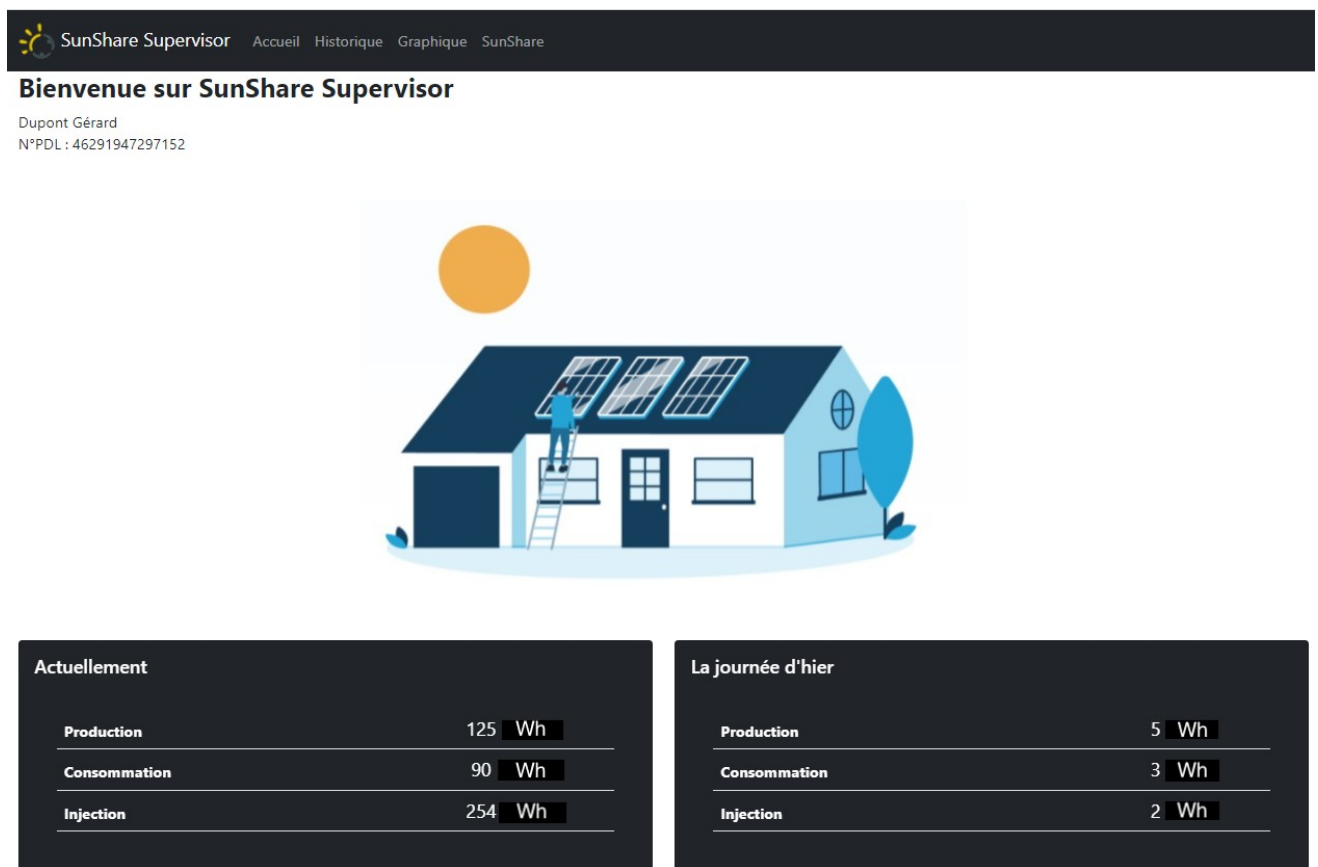 SunShare Supervisor Accueil Historique Graphique SunShare
Bienvenue sur SunShare Supervisor
Dupont Gérard
N°PDL : 46291947297152
Actuellement
Production 125 Wh
Consommation 90 Wh
Injection 254 Wh
La journée d'hier
Production 5 Wh
Consommation 3 Wh
Injection 2 Wh